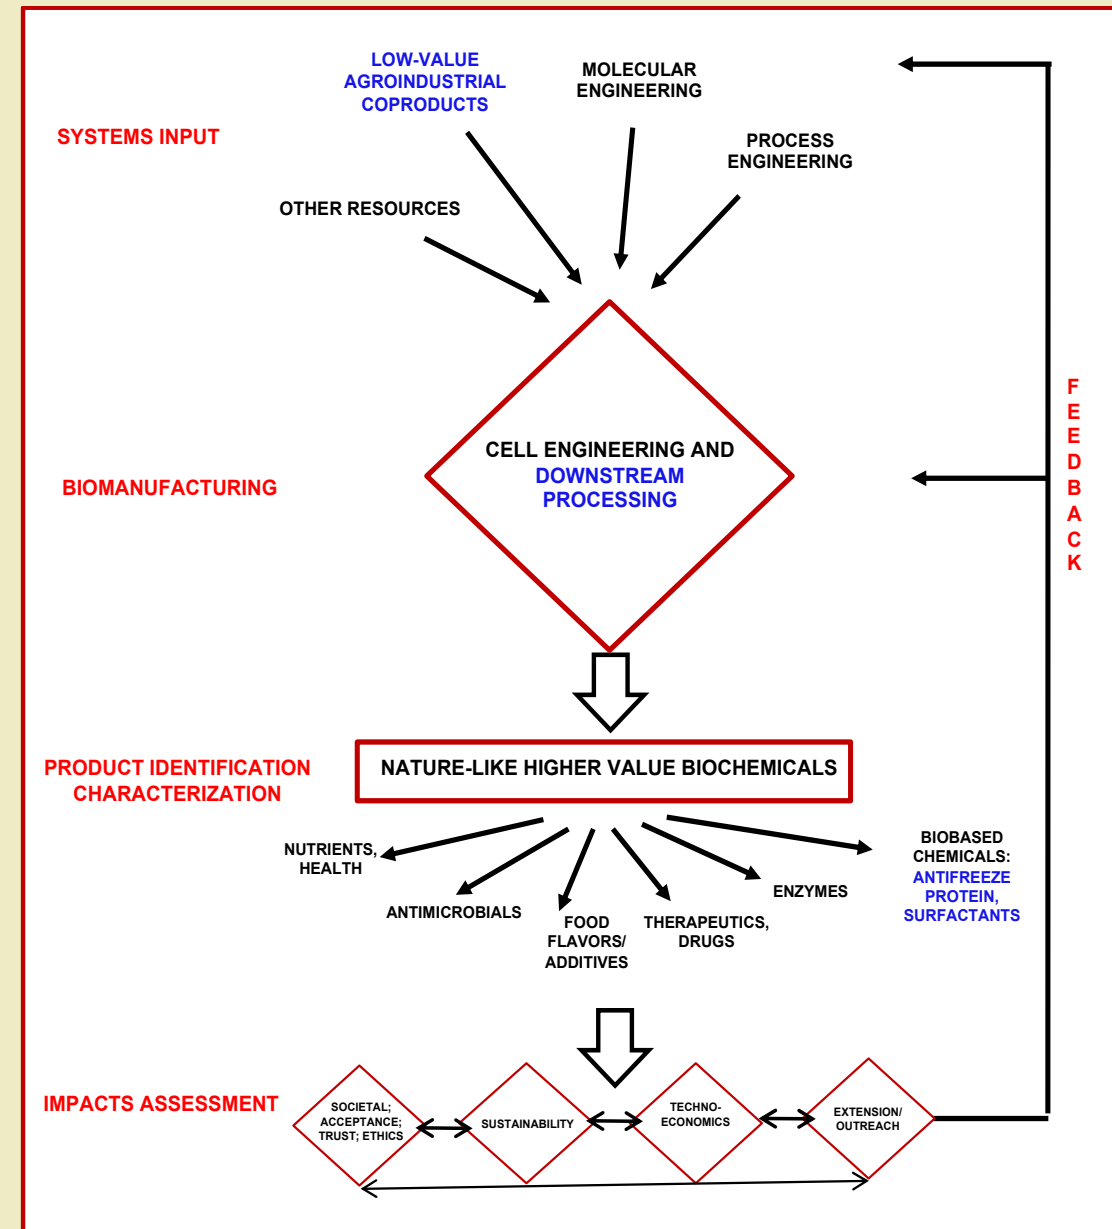 LOW-VALUE
AGROINDUSTRIAL
COPRODUCTS
MOLECULAR
ENGINEERING
SYSTEMS INPUT
PROCESS
ENGINEERING
OTHER RESOURCES
CELL ENGINEERING AND
DOWNSTREAM
PROCESSING
BIOMANUFACTURING
F
E
E
D
B
A
C
K
PRODUCT IDENTIFICATION
CHARACTERIZATION
NATURE-LIKE HIGHER VALUE BIOCHEMICALS
NUTRIENTS,
HEALTH
ANTIMICROBIALS
FOOD
FLAVORS/
ADDITIVES
THERAPEUTICS,
DRUGS
ENZYMES
BIOBASED
CHEMICALS:
ANTIFREEZE
PROTEIN,
SURFACTANTS
IMPACTS ASSESSMENT
SOCIETAL;
ACCEPTANCE;
TRUST; ETHICS
SUSTAINABILITY
TECHNO-
ECONOMICS
EXTENSION/
OUTREACH